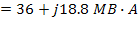 = 36 + j18.8 MB · A